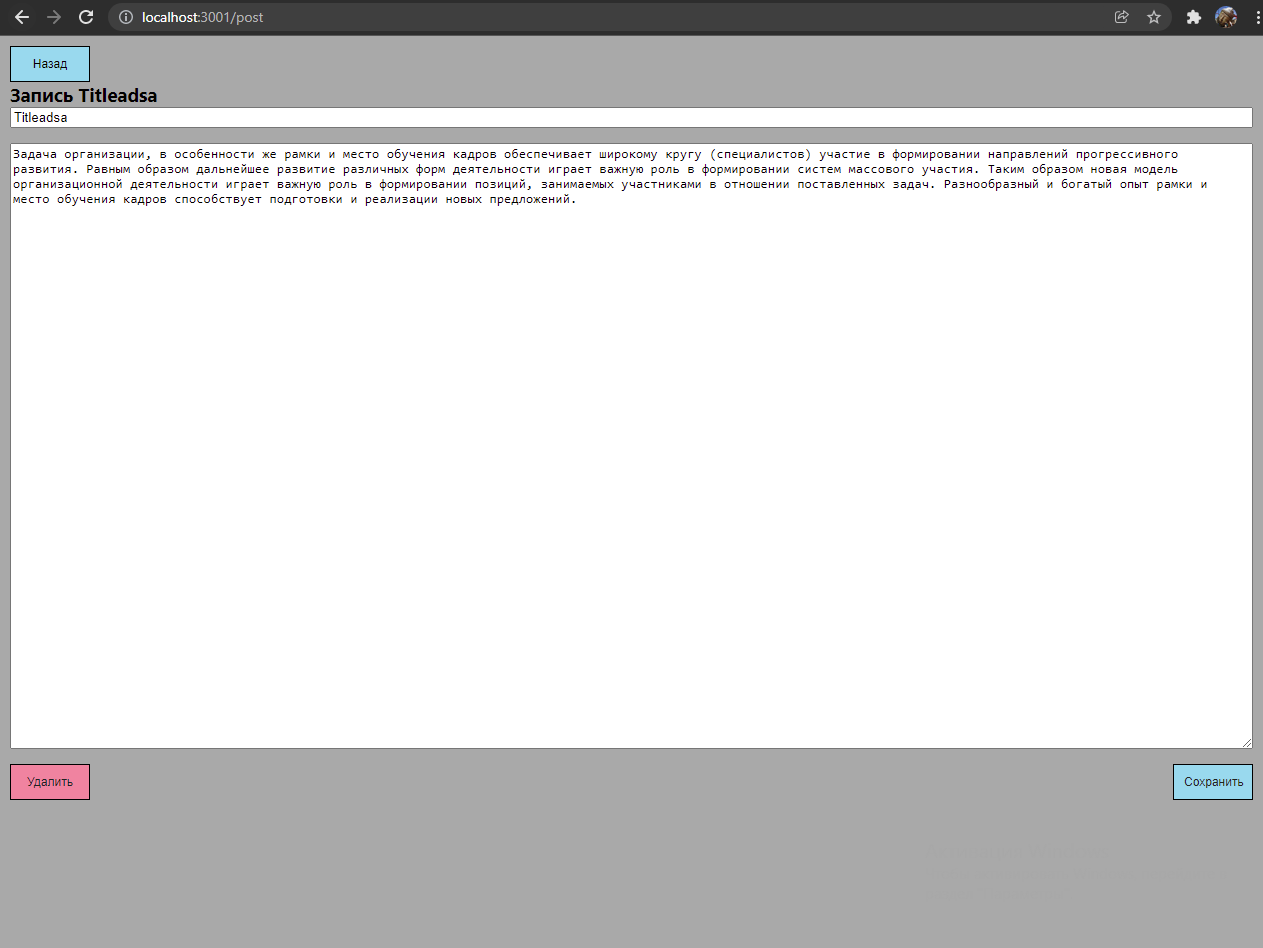 localhost:3001/post
Назад
Запись Titleadsa
Titleadsa
Задача организации, в особенности же рамки и место обучения кадров обеспечивает широкому кругу (специалистов) участие в формировании направлений прогрессивного
развития. Равным образом дальнейшее развитие различных форм деятельности играет важную роль в формировании систем массового участия. Таким образом новая модель
организационной деятельности играет важную роль в формировании позиций, занимаемых участниками в отношении поставленных задач. Разнообразный и богатый опыт рамки и
место обучения кадров способствует подготовки и реализации новых предложений.
Удалить
Сохранить